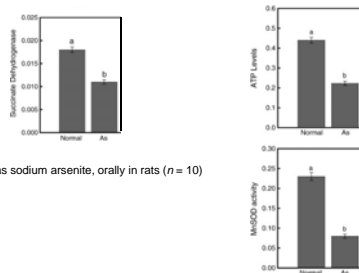 Succinate Dehydrogenase
0.025
0.020
0.015
0.010
0.005
0.000
a
b
Normal As
ATP Levels
0.6
0.5
0.4
0.3
0.2
0.1
0.0
a
b
Normal As
as sodium arsenite, orally in rats (n = 10)
MnSOD activity
0.30
0.25
0.20
0.15
0.10
0.05
0.00
a
b
Normal As